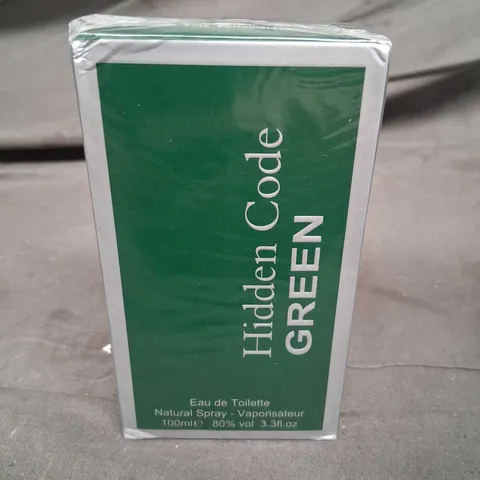 Hidden Code
GREEN
Eau de Toilette
Natural Spray - Vaporisateur
100ml℮ 80% vol 3.3fl.oz